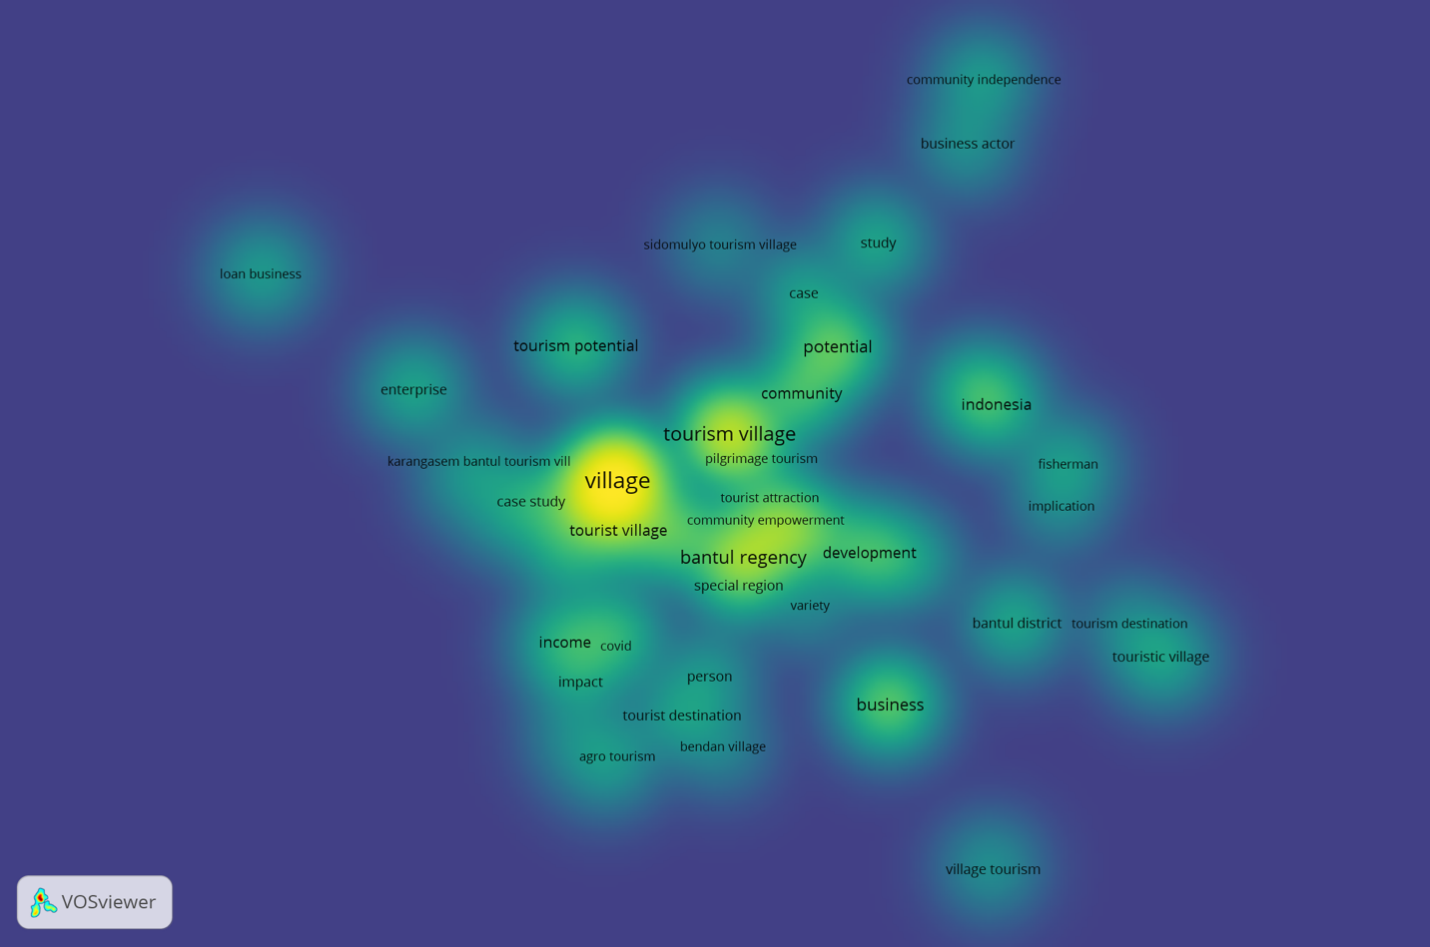 community independence
business actor
study
sidomulyo tourism village
loan business
case
tourism potential
potential
enterprise
community
indonesia
tourism village
pilgrimage tourism
karangasem bantul tourism vill
fisherman
village
tourist attraction
case study
implication
community empowerment
tourist village
bantul regency
development
special region
variety
bantul district
tourism destination
income
covid
touristic village
person
impact
business
tourist destination
bendan village
agro tourism
village tourism
VOSviewer